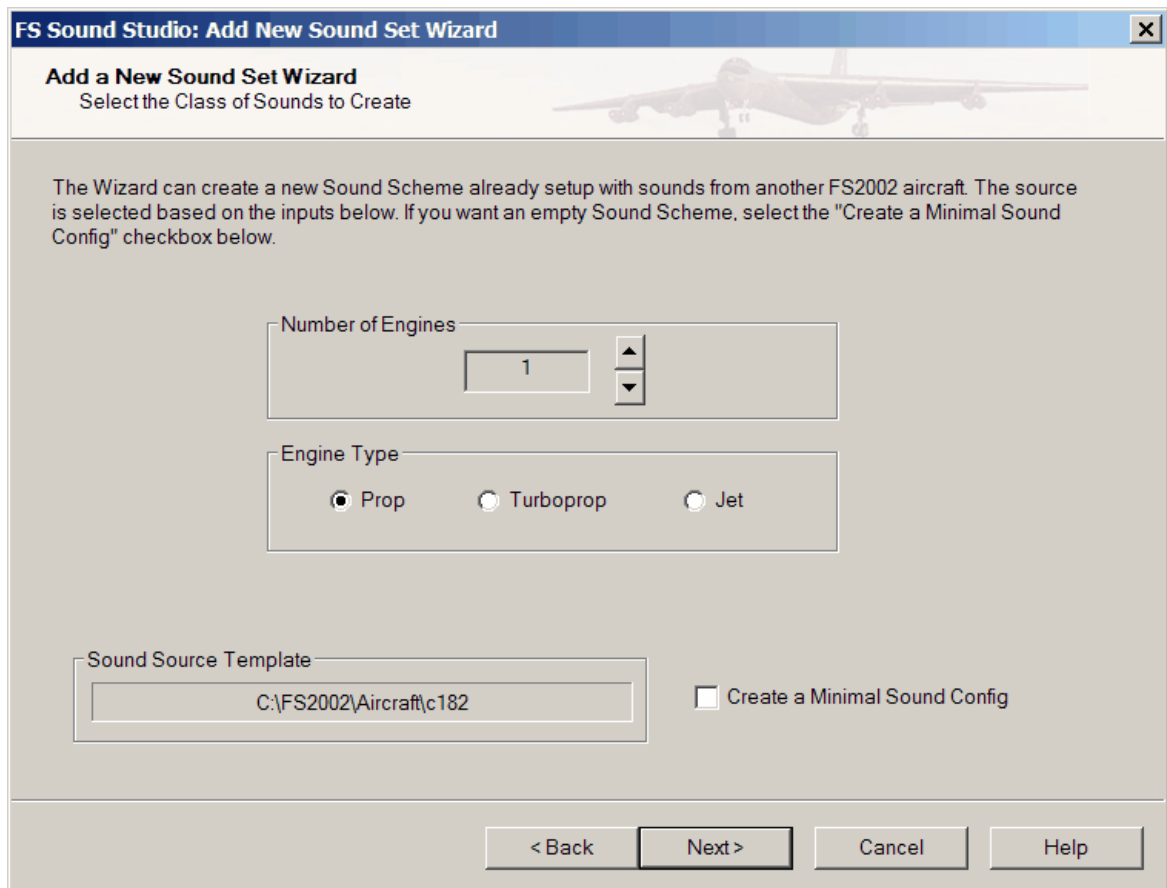 FS Sound Studio: Add New Sound Set Wizard
Add a New Sound Set Wizard
Select the Class of Sounds to Create
The Wizard can create a new Sound Scheme already setup with sounds from another FS2002 aircraft. The source
is selected based on the inputs below. If you want an empty Sound Scheme, select the "Create a Minimal Sound
Config" checkbox below.
Number of Engines
1
Engine Type
Prop Turboprop Jet
Sound Source Template
C:\FS2002\Aircraft\c182
Create a Minimal Sound Config
< Back Next > Cancel Help